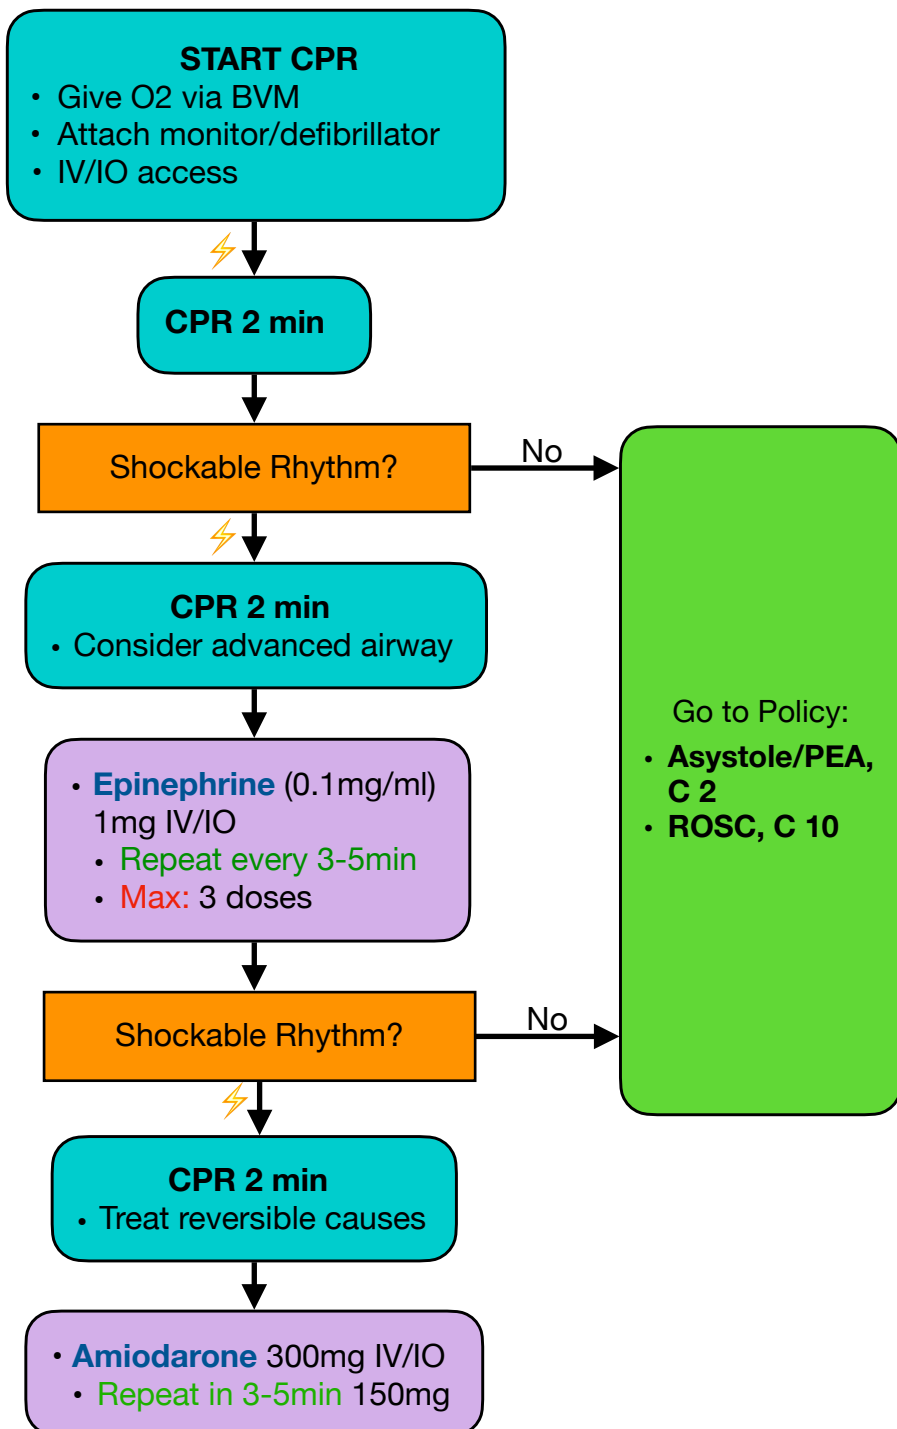 START CPR
• Give O2 via BVM
• Attach monitor/defibrillator
• IV/IO access
CPR 2 min
Shockable Rhythm?
No
CPR 2 min
• Consider advanced airway
Go to Policy:
• Asystole/PEA,
C 2
• ROSC, C 10
• Epinephrine (0.1mg/ml)
1mg IV/IO
• Repeat every 3-5min
• Max: 3 doses
Shockable Rhythm?
No
CPR 2 min
• Treat reversible causes
• Amiodarone 300mg IV/IO
• Repeat in 3-5min 150mg